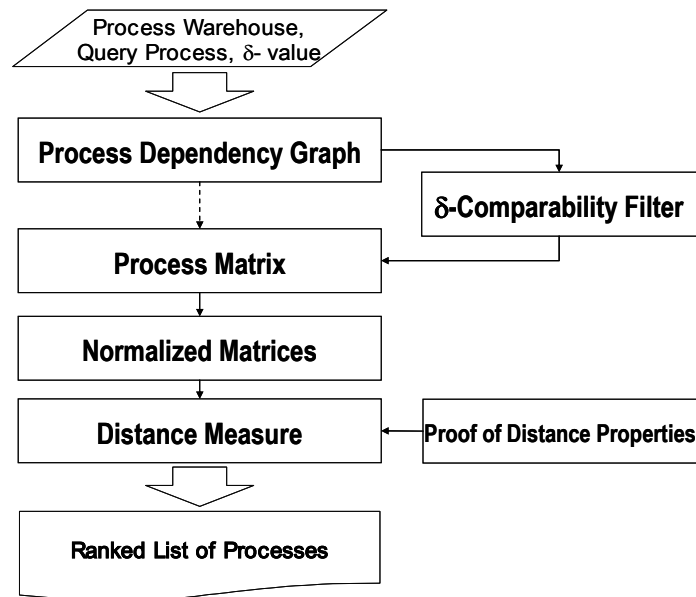 Process Warehouse,
Query Process, δ- value
Process Dependency Graph
δ-Comparability Filter
Process Matrix
Normalized Matrices
Distance Measure
Proof of Distance Properties
Ranked List of Processes